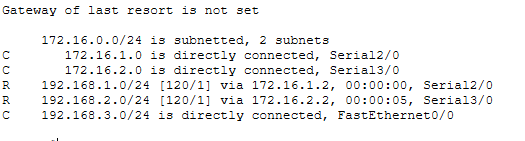 Gateway of last resort is not set
172.16.0.0/24 is subnetted, 2 subnets
C 172.16.1.0 is directly connected, Serial2/0
C 172.16.2.0 is directly connected, Serial3/0
R 192.168.1.0/24 [120/1] via 172.16.1.2, 00:00:00, Serial2/0
R 192.168.2.0/24 [120/1] via 172.16.2.2, 00:00:05, Serial3/0
C 192.168.3.0/24 is directly connected, FastEthernet0/0